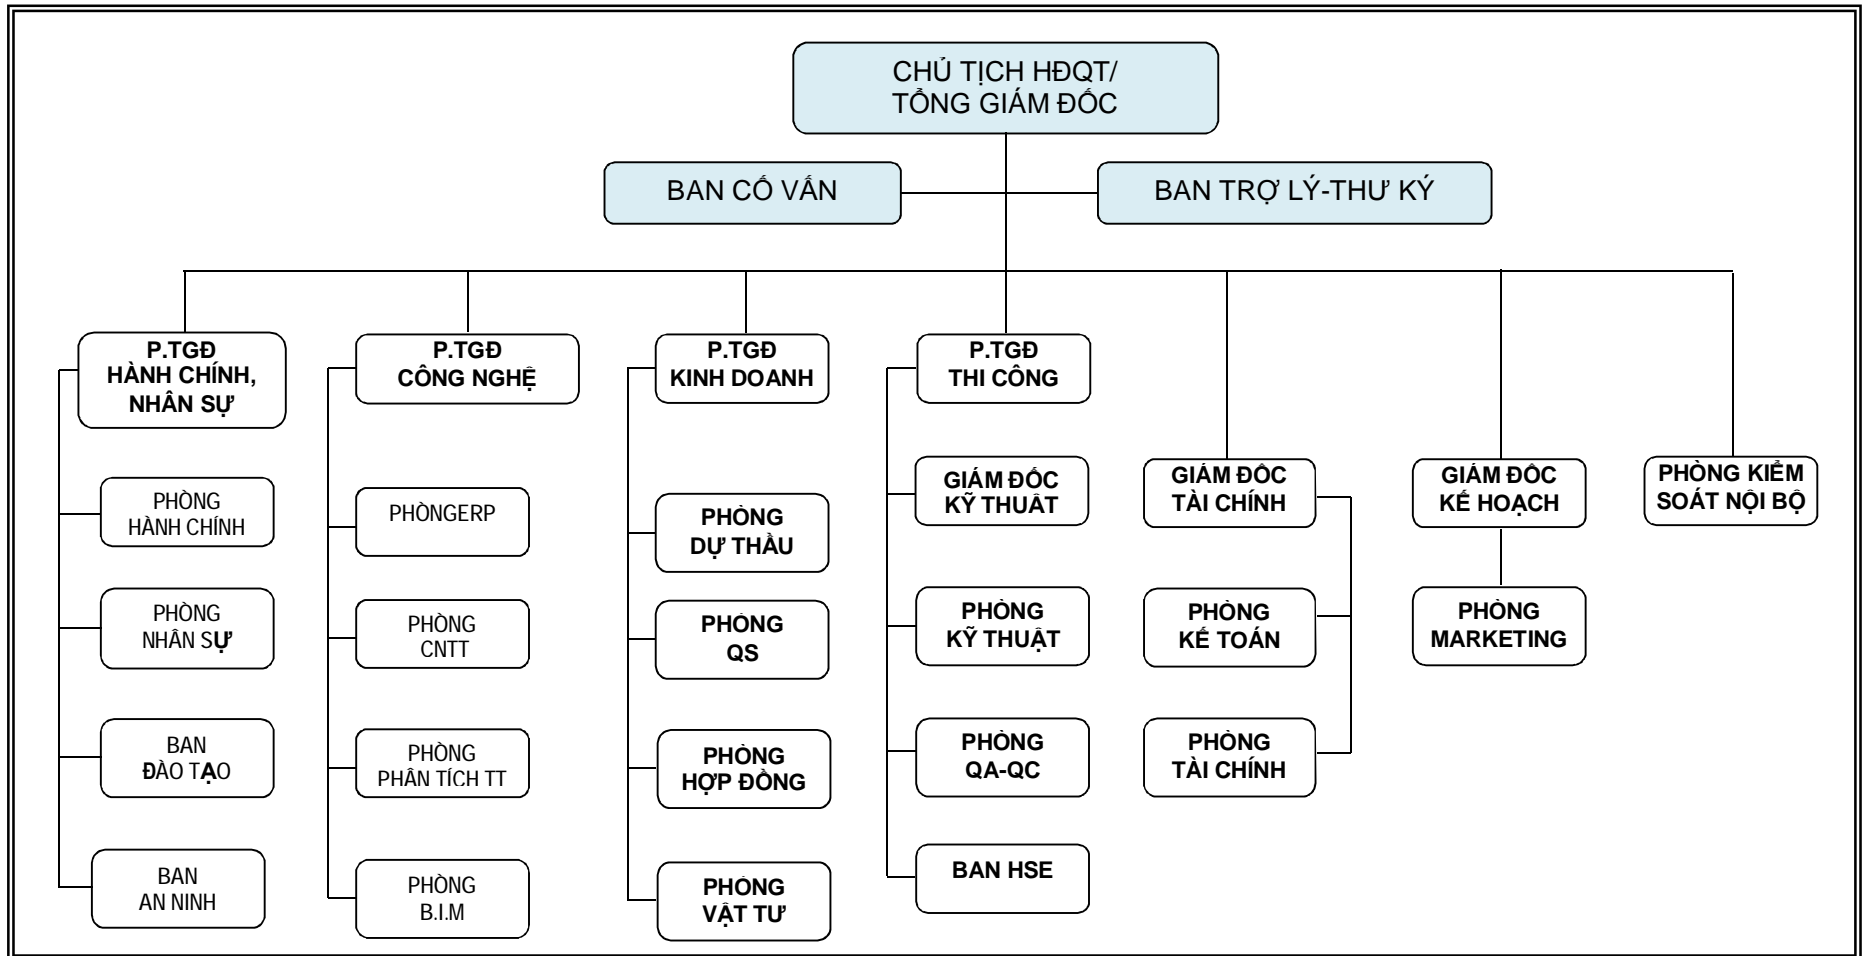 CHỦ TỊCH HĐQT/
TỔNG GIÁM ĐỐC
BAN CỐ VẤN
BAN TRỢ LÝ-THƯ KÝ
P.TGĐ
HÀNH CHÍNH,
NHÂN SỰ
P.TGĐ
CÔNG NGHỆ
P.TGĐ
KINH DOANH
P.TGĐ
THI CÔNG
PHÒNG
HÀNH CHÍNH
PHÒNG
NHÂN SỰ
BAN
ĐÀO TẠO
BAN
AN NINH
PHÒNGERP
PHÒNG
CNTT
PHÒNG
PHÂN TÍCH TT
PHÒNG
B.I.M
PHÒNG
DỰ THẦU
PHÒNG
QS
PHÒNG
HỢP ĐỒNG
PHÒNG
VẬT TƯ
GIÁM ĐỐC
KỸ THUẬT
PHÒNG
KỸ THUẬT
PHÒNG
QA-QC
BAN HSE
GIÁM ĐỐC
TÀI CHÍNH
PHÒNG
KẾ TOÁN
PHÒNG
TÀI CHÍNH
GIÁM ĐỐC
KẾ HOẠCH
PHÒNG
MARKETING
PHÒNG KIỂM
SOÁT NỘI BỘ